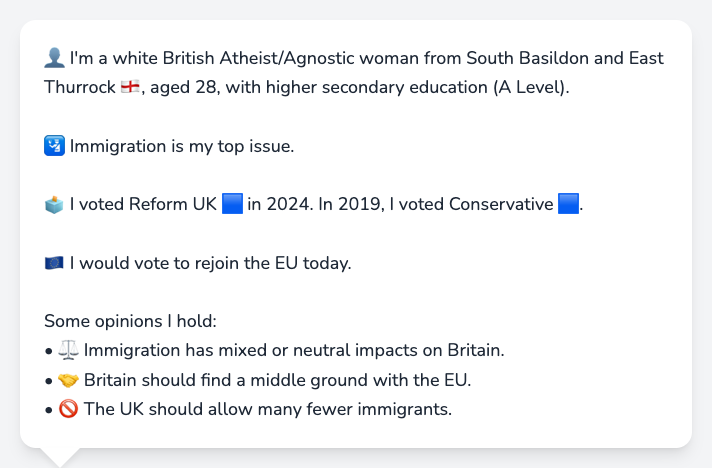 👤 I'm a white British Atheist/Agnostic woman from South Basildon and East
Thurrock 🏴󠁧󠁢󠁥󠁮󠁧󠁿, aged 28, with higher secondary education (A Level).
🛂 Immigration is my top issue.
🗳️ I voted Reform UK 🟦 in 2024. In 2019, I voted Conservative 🟦.
🇪🇺 I would vote to rejoin the EU today.
Some opinions I hold:
• ⚖️ Immigration has mixed or neutral impacts on Britain.
• 🤝 Britain should find a middle ground with the EU.
• 🚫 The UK should allow many fewer immigrants.